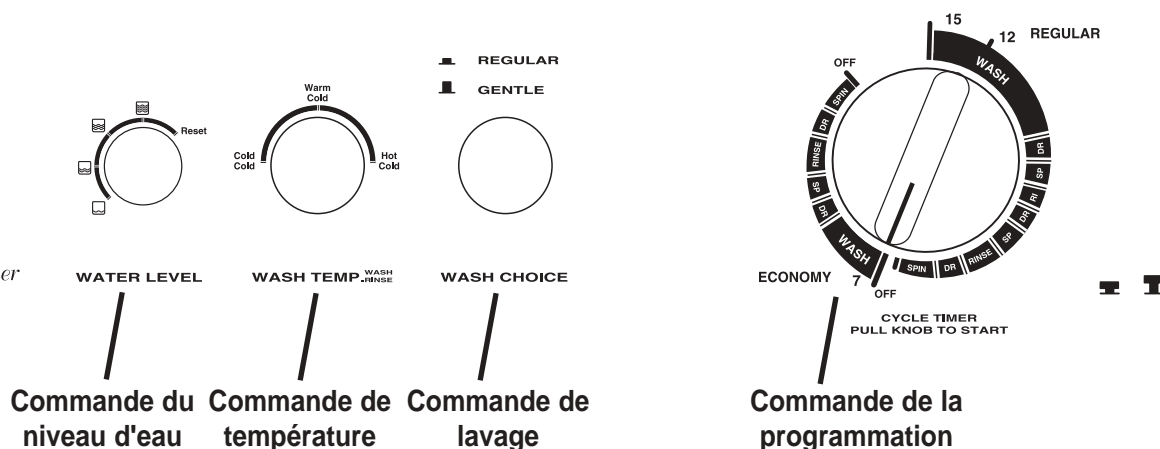 REGULAR
GENTLE
Reset
Warm
Cold
Cold
Cold
Hot
Cold
er
WATER LEVEL
WASH TEMP. WASH
RINSE
WASH CHOICE
15
12 REGULAR
OFF
WASH
DR
SP
RI
DR
SP
RINSE
DR
SPIN
OFF
ECONOMY 7
WASH
DR
SP
RINSE
DR
SPIN
CYCLE TIMER
PULL KNOB TO START
Commande du
niveau d'eau
Commande de
température
Commande de
lavage
Commande de la
programmation